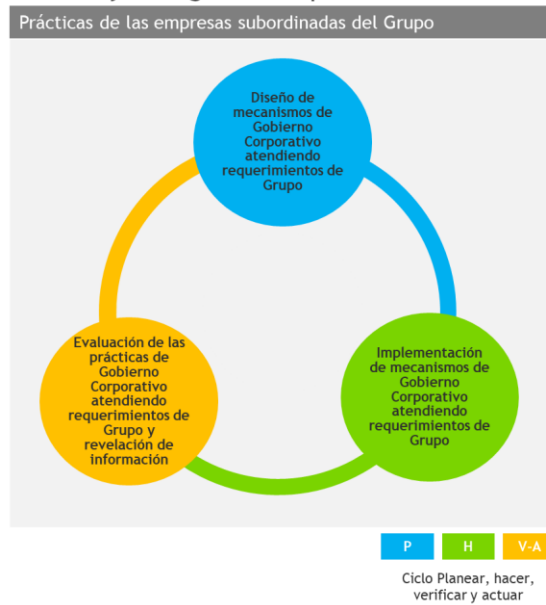 Prácticas de las empresas subordinadas del Grupo
Diseño de
mecanismos de
Gobierno
Corporativo
atendiendo
requerimientos de
Grupo
Evaluación de las
prácticas de
Gobierno
Corporativo
atendiendo
requerimientos de
Grupo y
revelación de
información
Implementación
de mecanismos de
Gobierno
Corporativo
atendiendo
requerimientos de
Grupo
P H V-A
Ciclo Planear, hacer,
verificar y actuar